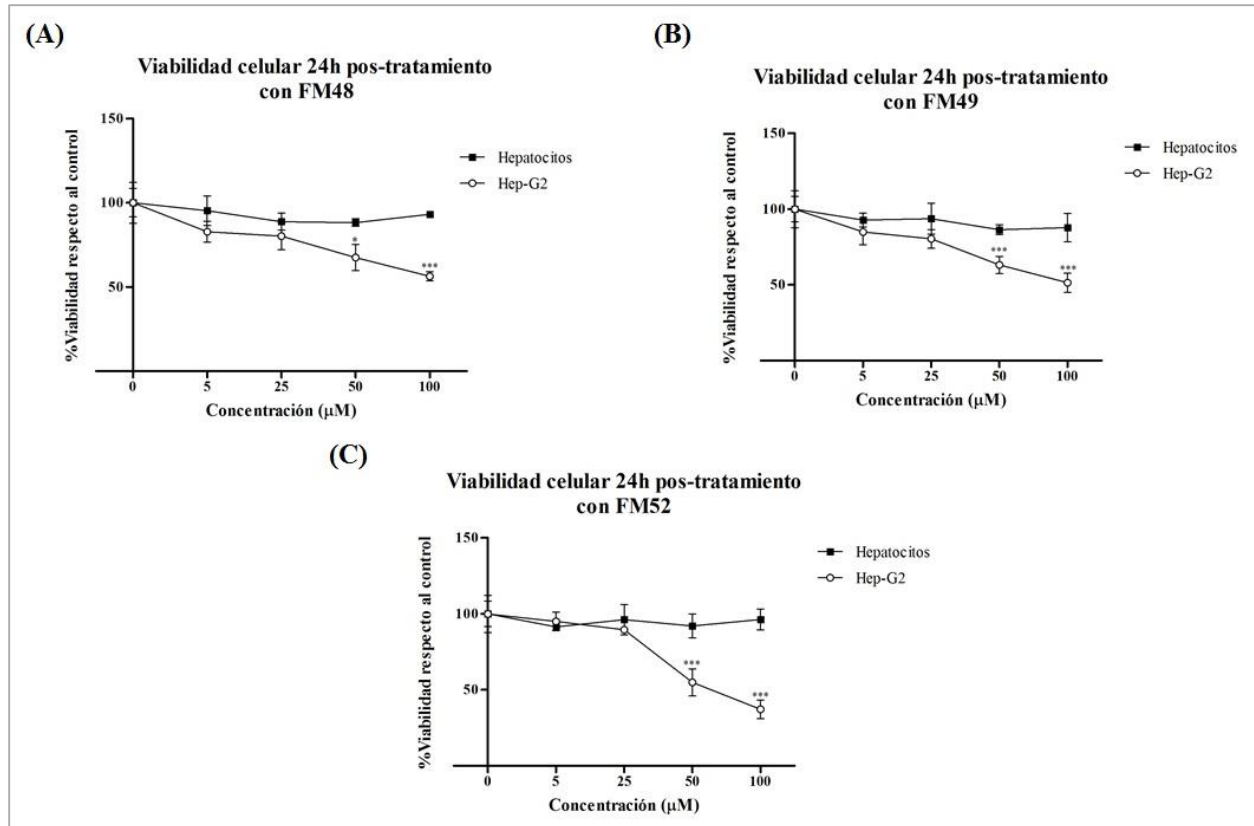 (A)
Viabilidad celular 24h pos-tratamiento
con FM48
150
100
50
%Viabilidad respecto al control
Hepatocitos
Hep-G2
*
***
0 5 25 50 100
Concentración (µM)
(B)
Viabilidad celular 24h pos-tratamiento
con FM49
150
100
50
%Viabilidad respecto al control
Hepatocitos
Hep-G2
***
***
0 5 25 50 100
Concentración (µM)
(C)
Viabilidad celular 24h pos-tratamiento
con FM52
150
100
50
%Viabilidad respecto al control
Hepatocitos
Hep-G2
***
***
0 5 25 50 100
Concentración (µM)